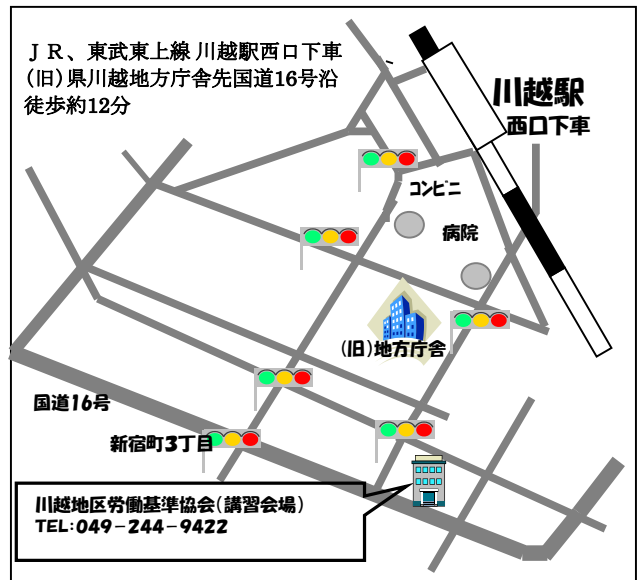 ＪＲ、東武東上線 川越駅西口下車
(旧)県川越地方庁舎先国道16号沿
徒歩約12分
川越駅
西口下車
コンビニ
病院
(旧)地方庁舎
国道16号
新宿町3丁目
川越地区労働基準協会(講習会場)
TEL:049-244-9422